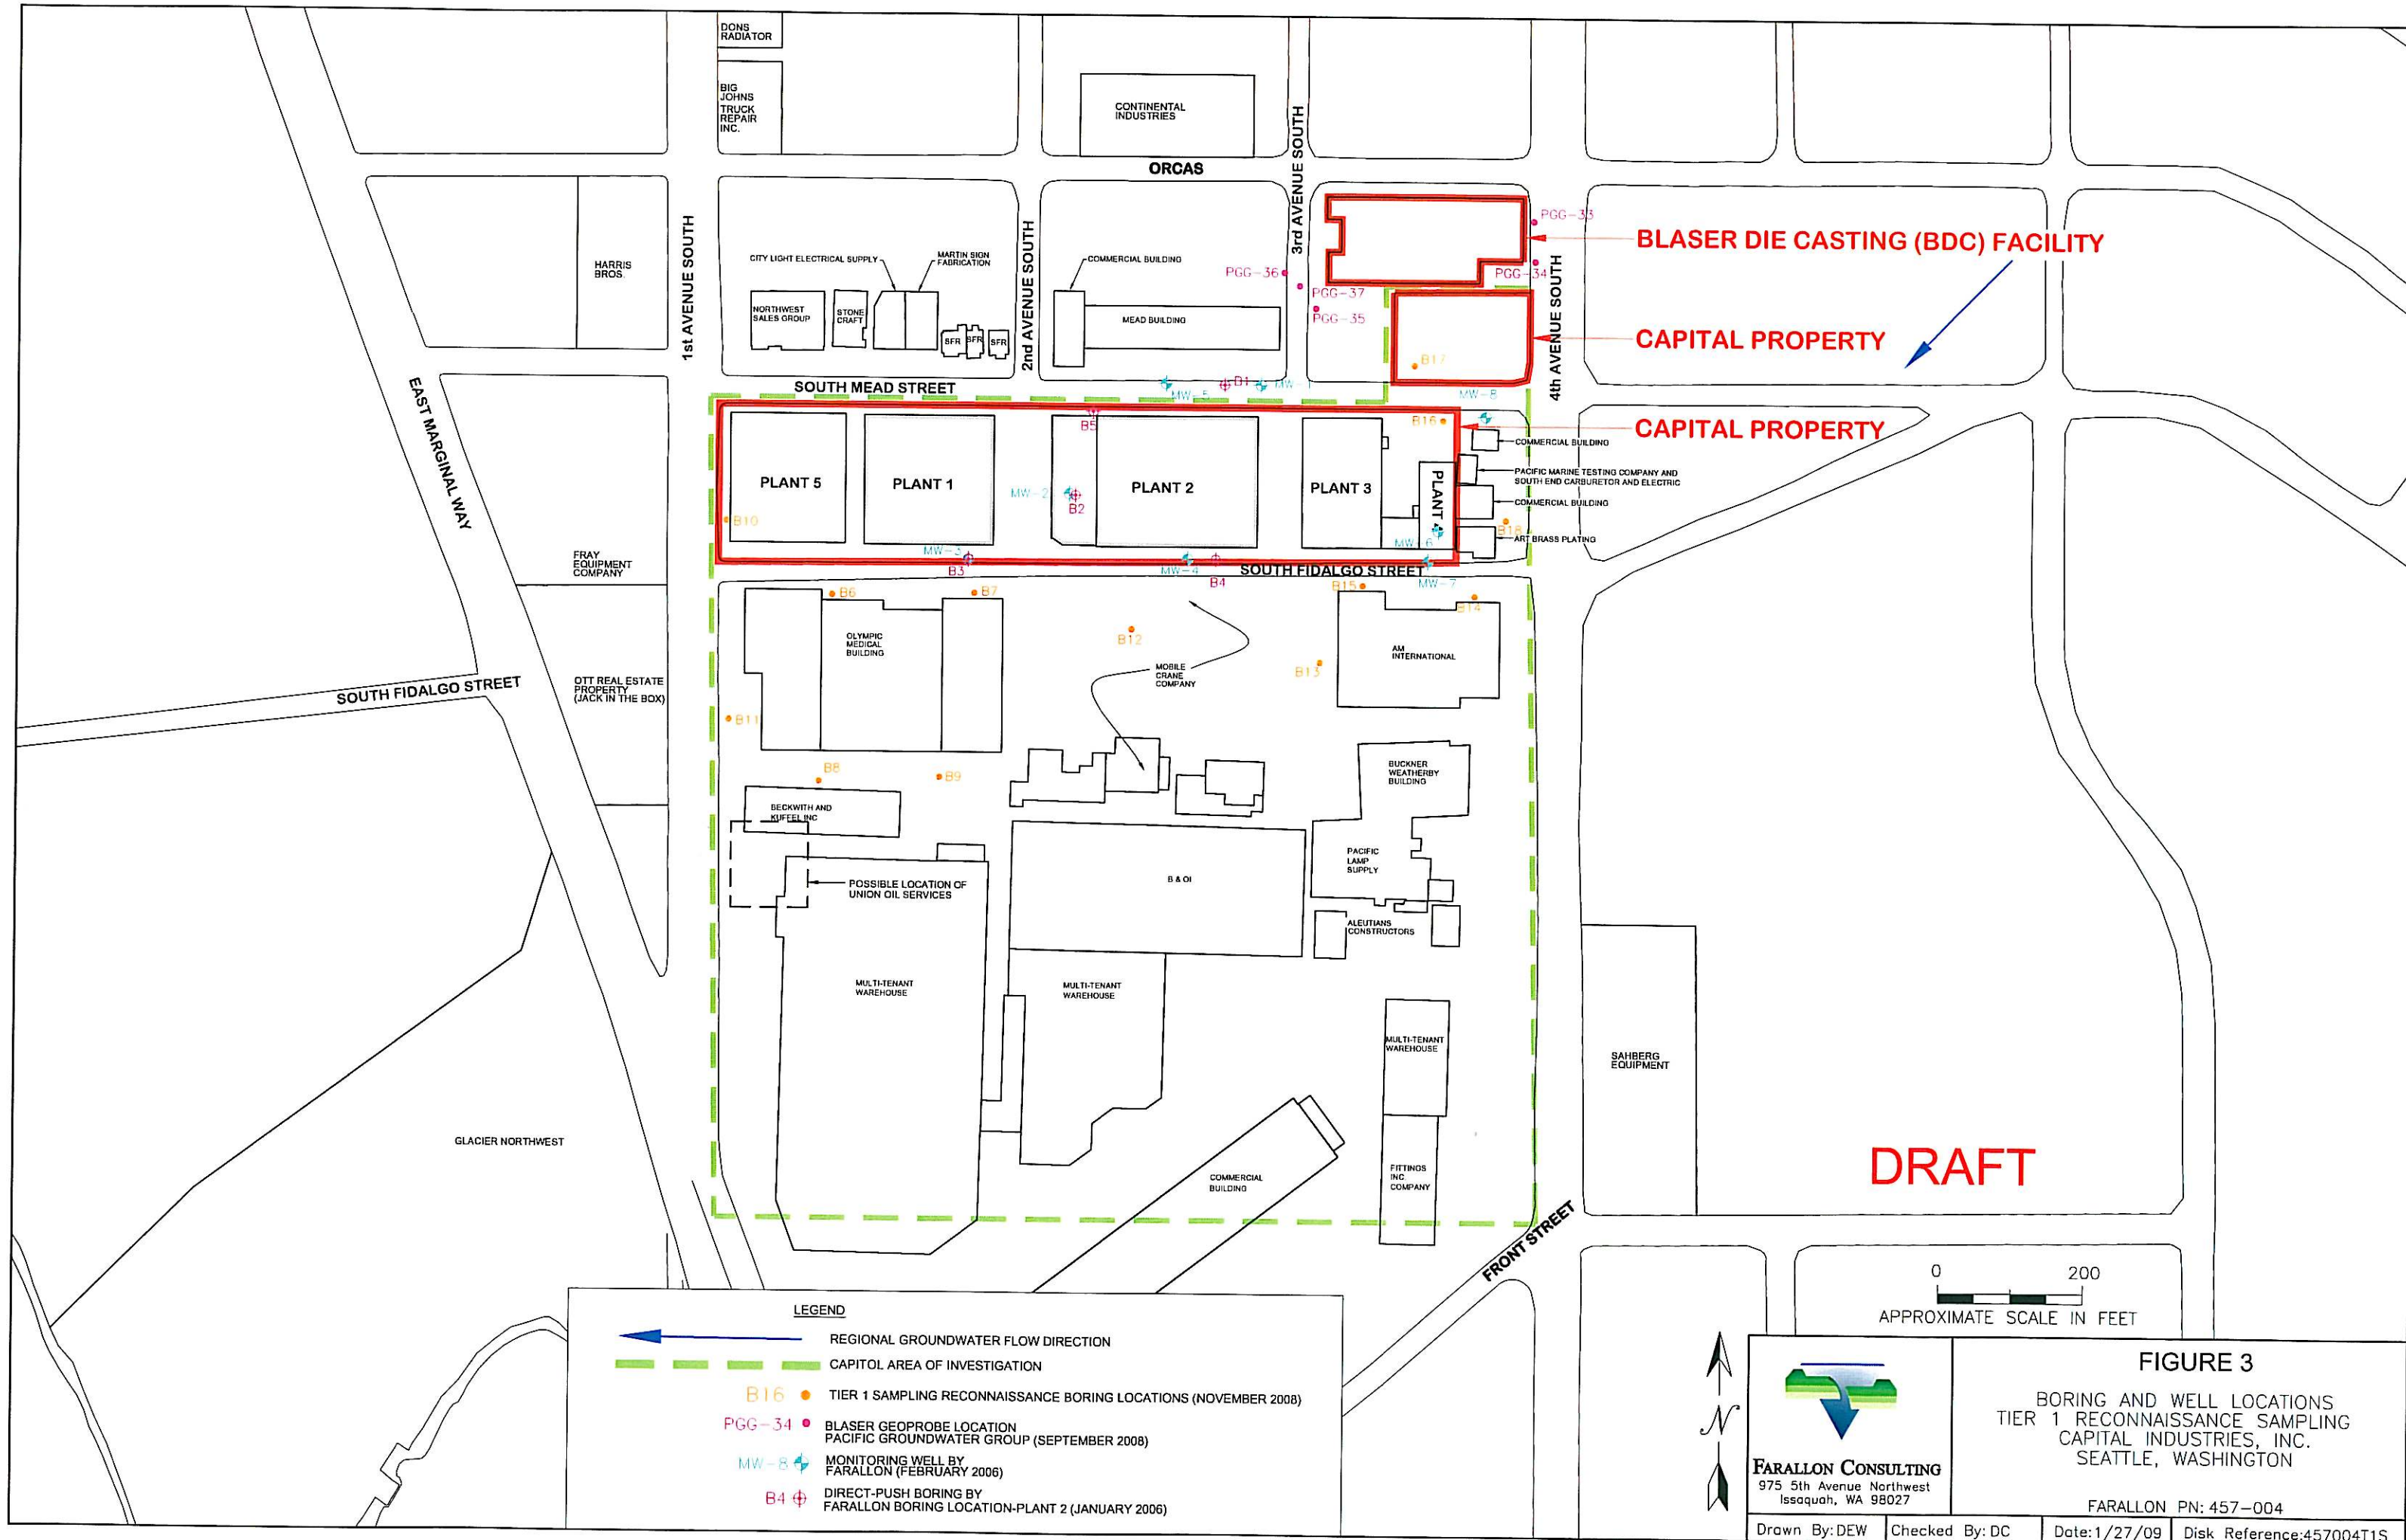 DONS
RADIATOR
BIG
JOHNS
TRUCK
REPAIR
INC.
CONTINENTAL
INDUSTRIES
3rd AVENUE SOUTH
ORCAS
HARRIS
BROS.
1st AVENUE SOUTH
CITY LIGHT ELECTRICAL SUPPLY
MARTIN SIGN
FABRICATION
NORTHWEST
SALES GROUP
STONE
CRAFT
SFR
SFR
SFR
2nd AVENUE SOUTH
COMMERCIAL BUILDING
MEAD BUILDING
PGG-36
PGG-37
PGG-35
PGG-33
PGG-34
BLASER DIE CASTING (BDC) FACILITY
4th AVENUE SOUTH
CAPITAL PROPERTY
B17
SOUTH MEAD STREET
MW-5
B1
MW-1
MW-8
EAST MARGINAL WAY
CAPITAL PROPERTY
B5
B16
COMMERCIAL BUILDING
PACIFIC MARINE TESTING COMPANY AND
SOUTH END CARBURETOR AND ELECTRIC
COMMERCIAL BUILDING
PLANT 5
PLANT 1
MW-2
B2
PLANT 2
PLANT 3
PLANT 4
B10
B18
ART BRASS PLATING
MW-3
B3
MW-4
B4
MW-6
SOUTH FIDALGO STREET
MW-7
FRAY
EQUIPMENT
COMPANY
B6
B7
B15
B14
OLYMPIC
MEDICAL
BUILDING
B12
MOBILE
CRANE
COMPANY
B13
AM
INTERNATIONAL
SOUTH FIDALGO STREET
OTT REAL ESTATE
PROPERTY
(JACK IN THE BOX)
B11
B8
B9
BUCKNER
WEATHERBY
BUILDING
BECKWITH AND
KUFFEL INC
PACIFIC
LAMP
SUPPLY
POSSIBLE LOCATION OF
UNION OIL SERVICES
B & OI
ALEUTIANS
CONSTRUCTORS
MULTI-TENANT
WAREHOUSE
MULTI-TENANT
WAREHOUSE
MULTI-TENANT
WAREHOUSE
SAHBERG
EQUIPMENT
GLACIER NORTHWEST
COMMERCIAL
BUILDING
FITTINGS
INC.
COMPANY
DRAFT
FRONT STREET
0 200
APPROXIMATE SCALE IN FEET
LEGEND
REGIONAL GROUNDWATER FLOW DIRECTION
CAPITOL AREA OF INVESTIGATION
B16 TIER 1 SAMPLING RECONNAISSANCE BORING LOCATIONS (NOVEMBER 2008)
PGG-34 BLASER GEOPROBE LOCATION
PACIFIC GROUNDWATER GROUP (SEPTEMBER 2008)
MW-8 MONITORING WELL BY
FARALLON (FEBRUARY 2006)
B4 DIRECT-PUSH BORING BY
FARALLON BORING LOCATION-PLANT 2 (JANUARY 2006)
N
FARALLON CONSULTING
975 5th Avenue Northwest
Issaquah, WA 98027
FIGURE 3
BORING AND WELL LOCATIONS
TIER 1 RECONNAISSANCE SAMPLING
CAPITAL INDUSTRIES, INC.
SEATTLE, WASHINGTON
FARALLON PN: 457-004
Drawn By: DEW Checked By: DC Date: 1/27/09 Disk Reference: 457004T1S